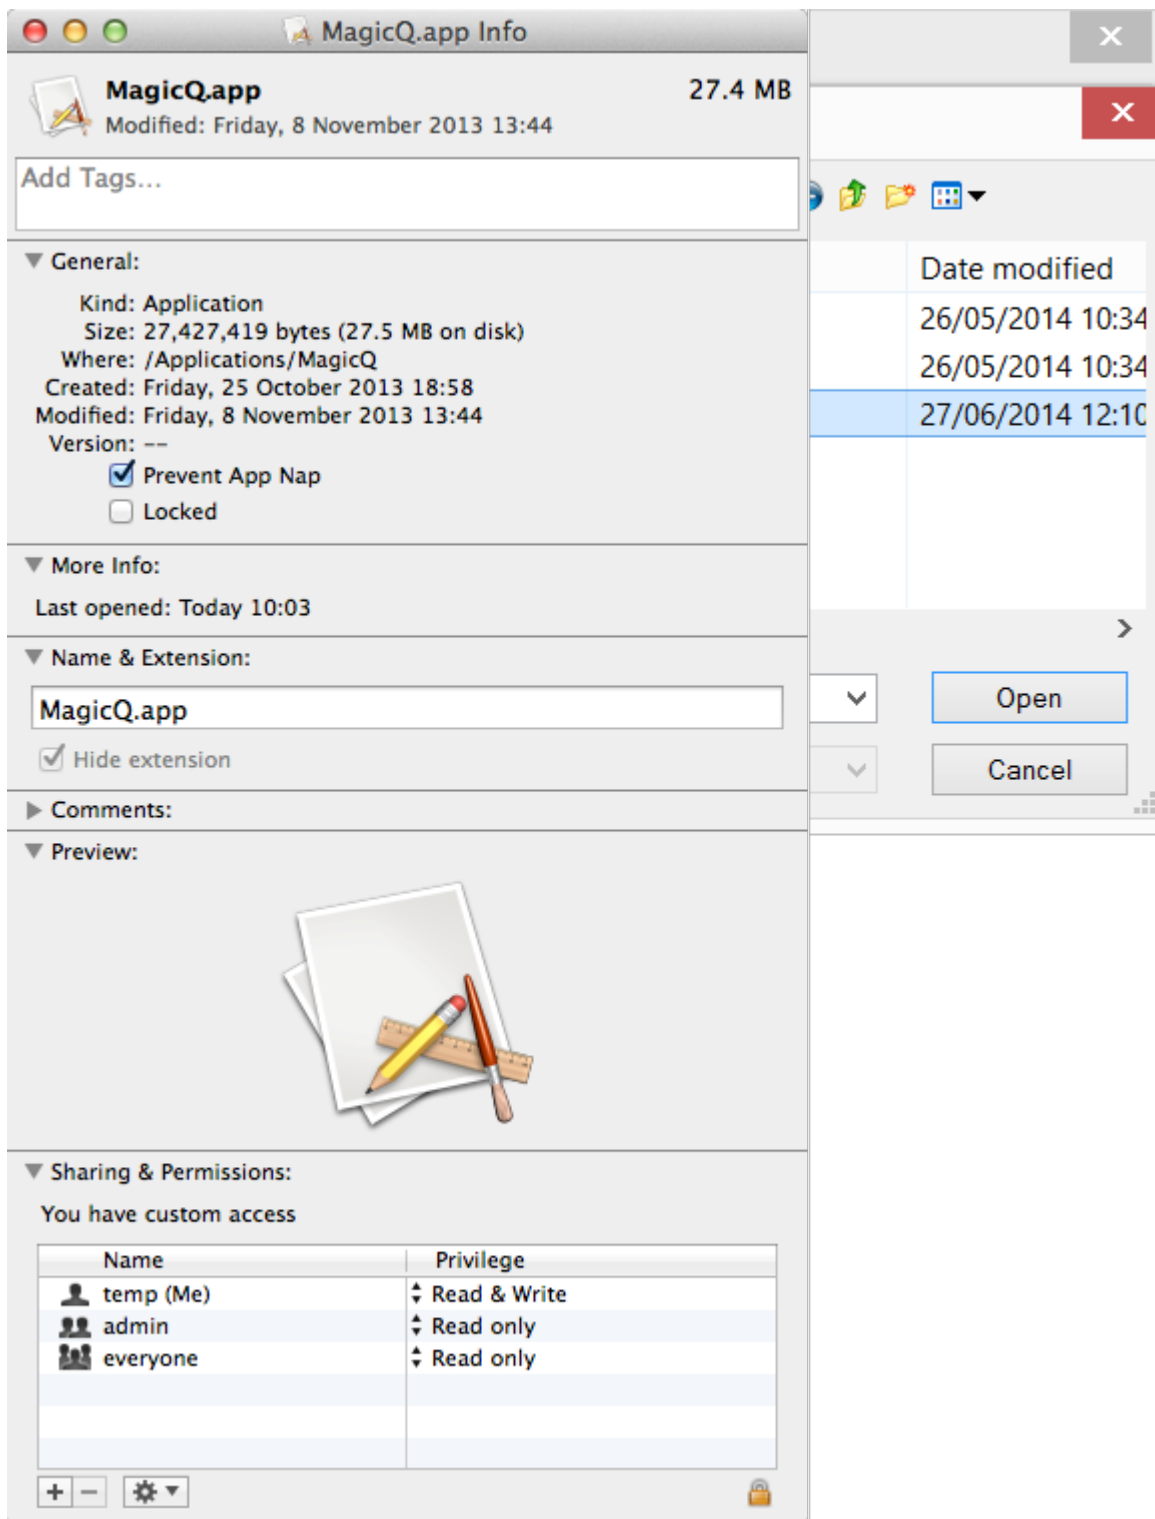 MagicQ.app Info
MagicQ.app 27.4 MB
Modified: Friday, 8 November 2013 13:44
Add Tags...
General:
Kind: Application
Size: 27,427,419 bytes (27.5 MB on disk)
Where: /Applications/MagicQ
Created: Friday, 25 October 2013 18:58
Modified: Friday, 8 November 2013 13:44
Version: --
Prevent App Nap
Locked
More Info:
Last opened: Today 10:03
Name & Extension:
MagicQ.app
Hide extension
Comments:
Preview:
Sharing & Permissions:
You have custom access
Name Privilege
temp (Me) Read & Write
admin Read only
everyone Read only
Date modified
26/05/2014 10:34
26/05/2014 10:34
27/06/2014 12:10
Open
Cancel